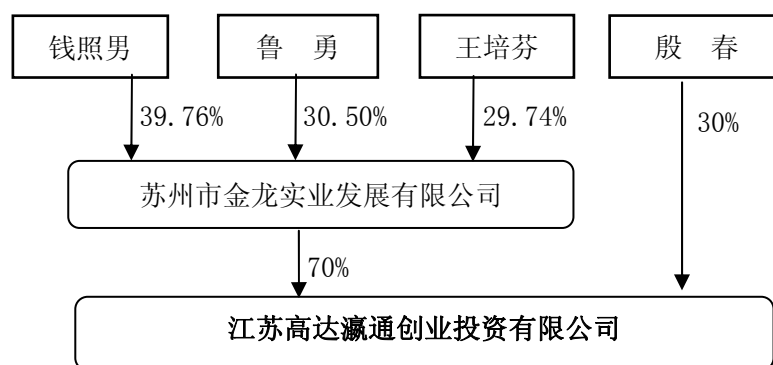 钱照男 鲁 勇 王培芬 殷 春
39.76% 30.50% 29.74% 30%
苏州市金龙实业发展有限公司
70%
江苏高达瀛通创业投资有限公司